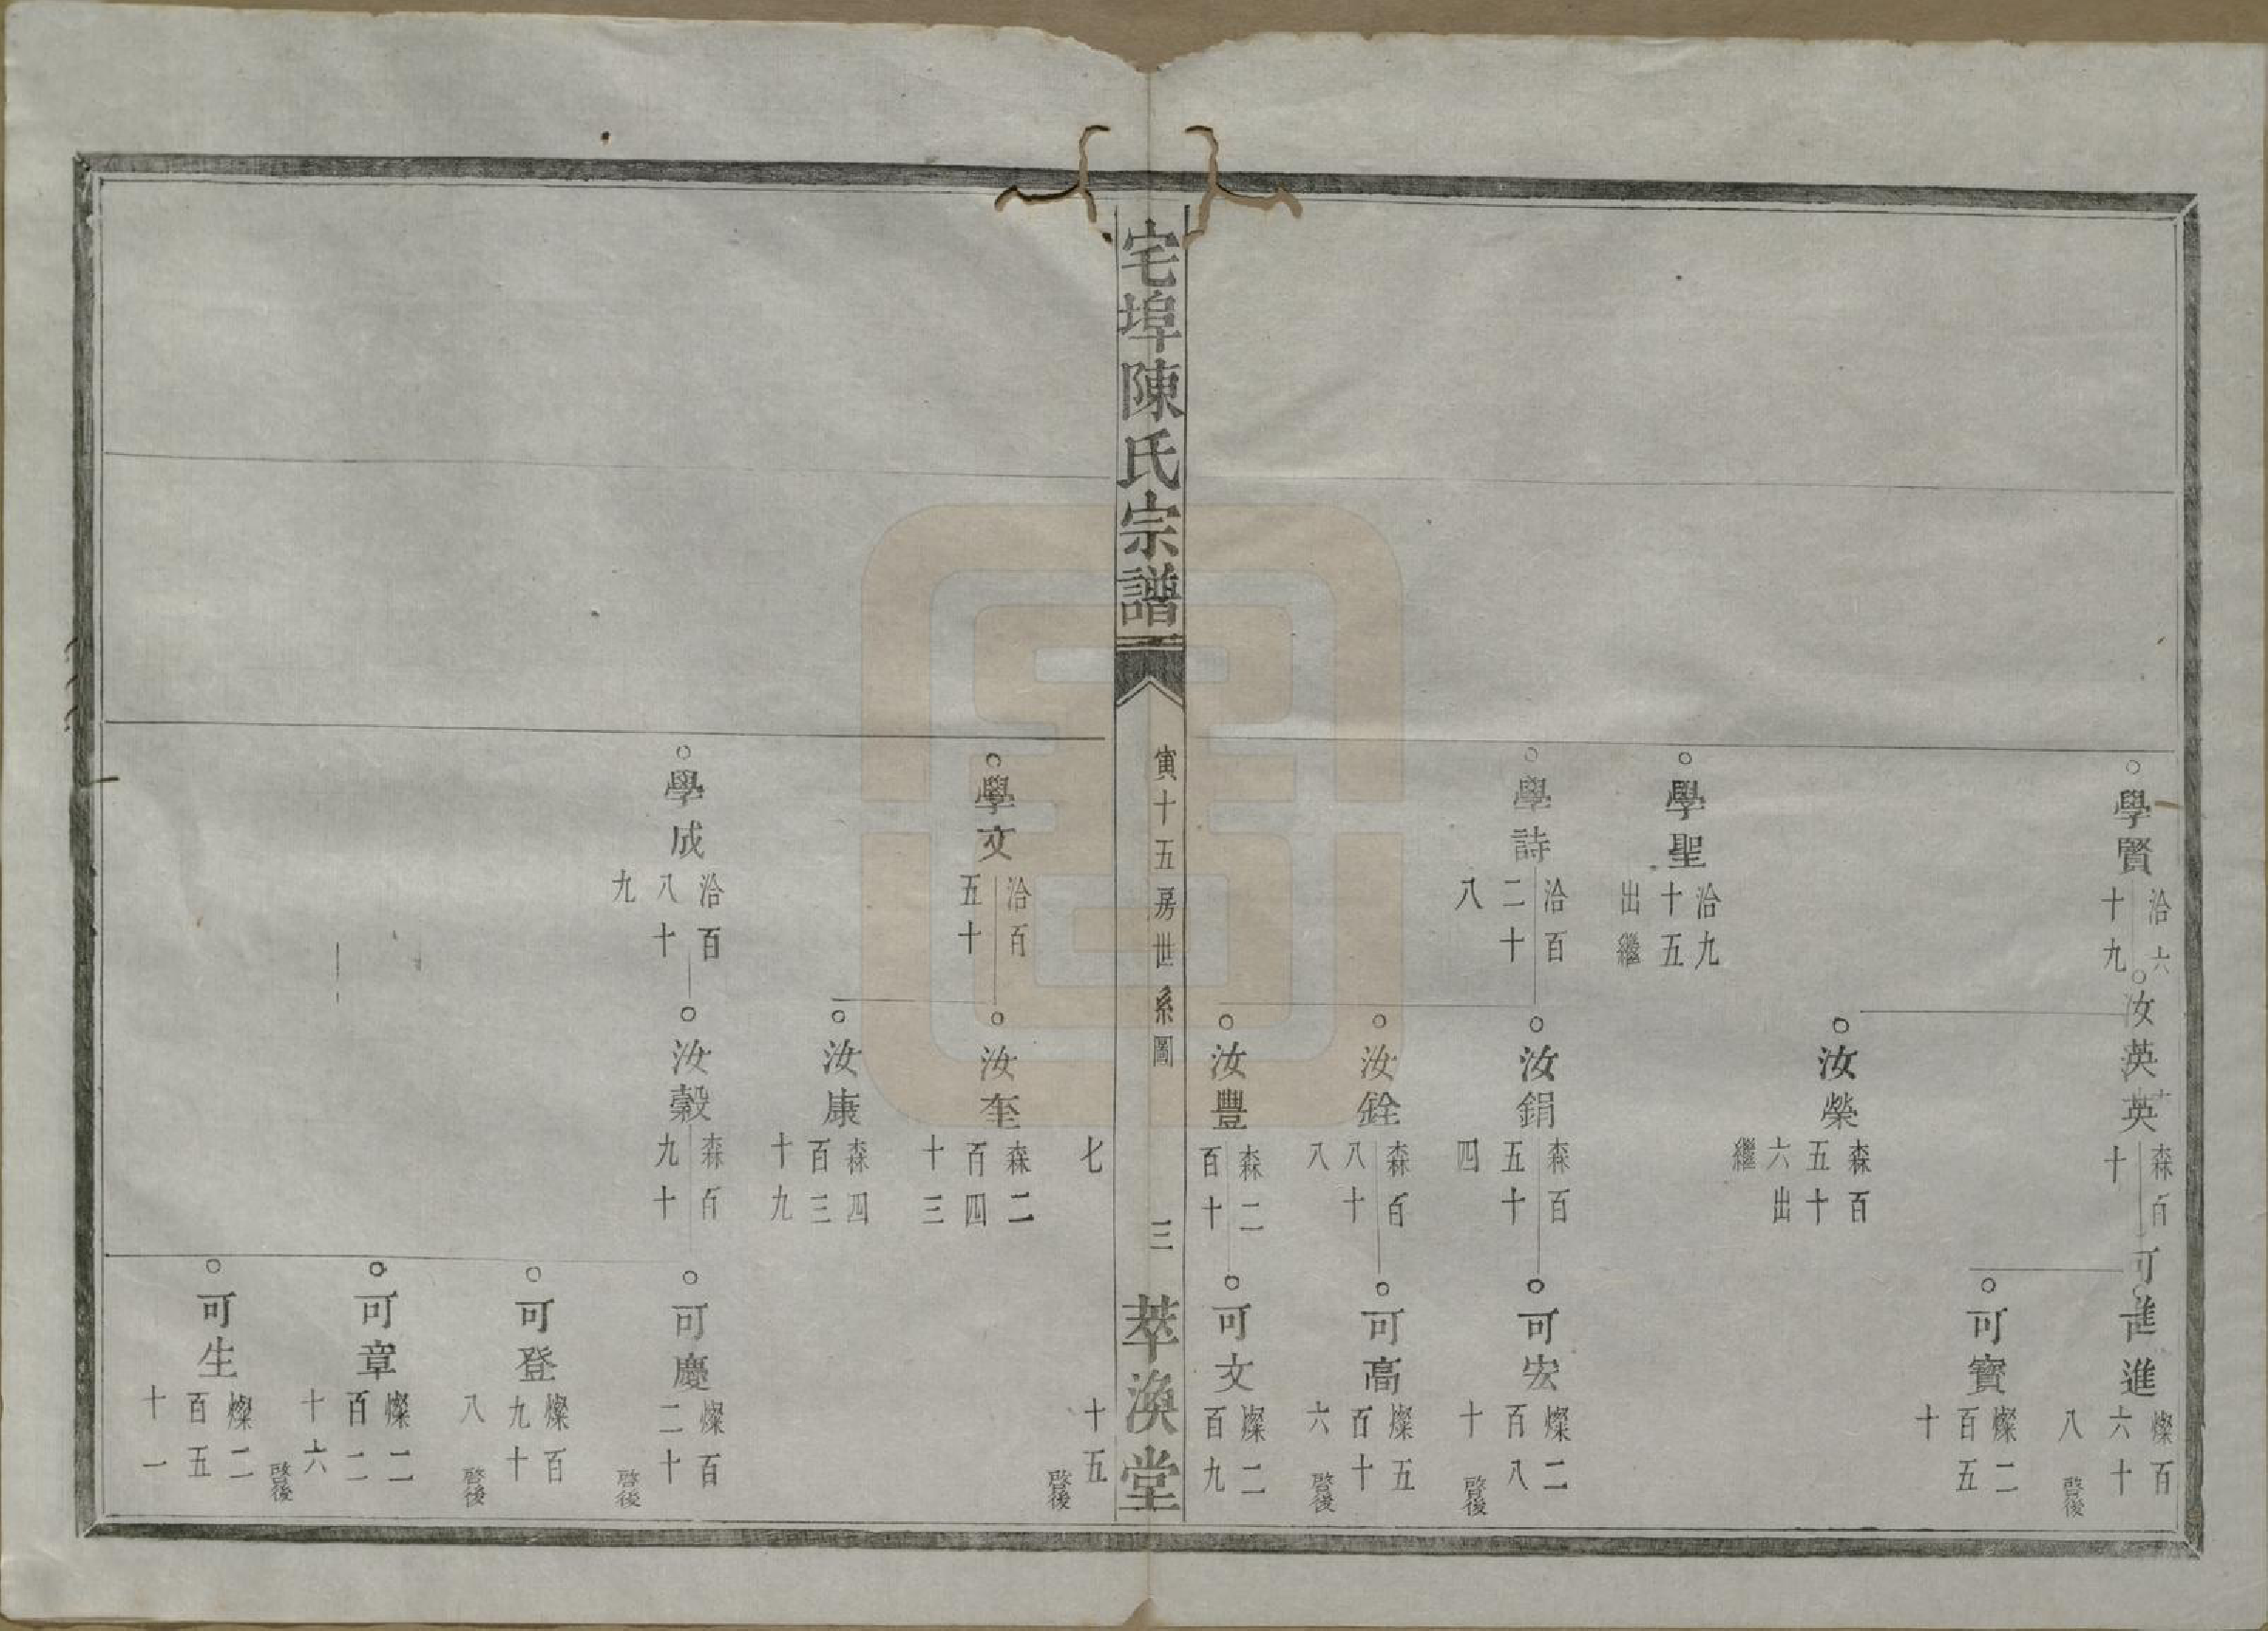 學賢
洽六
十九
學聖
洽九
十五
出繼
學詩
洽百
二十
八
汝英
英
森百
十
汝榮
森百
五十
六出
繼
汝鋗
森百
五十
四
汝銓
森百
八十
八
汝豐
森二
百十
七
可進
進
燦百
六十
八
啓後
可寶
燦二
百五
十
可宏
燦二
百八
十
啓後
可高
燦五
百十
六
啓後
可文
燦二
百九
十五
啓後
宅埠陳氏宗譜
寅十五房世系圖
三
萃渙堂
學文
洽百
五十
學成
洽百
八十
九
汝奎
森二
百四
十三
汝康
森四
百三
十九
汝縠
森百
九十
可慶
燦百
二十
啓後
可登
燦百
九十
八
啓後
可章
燦二
百二
十六
啓後
可生
燦二
百五
十一